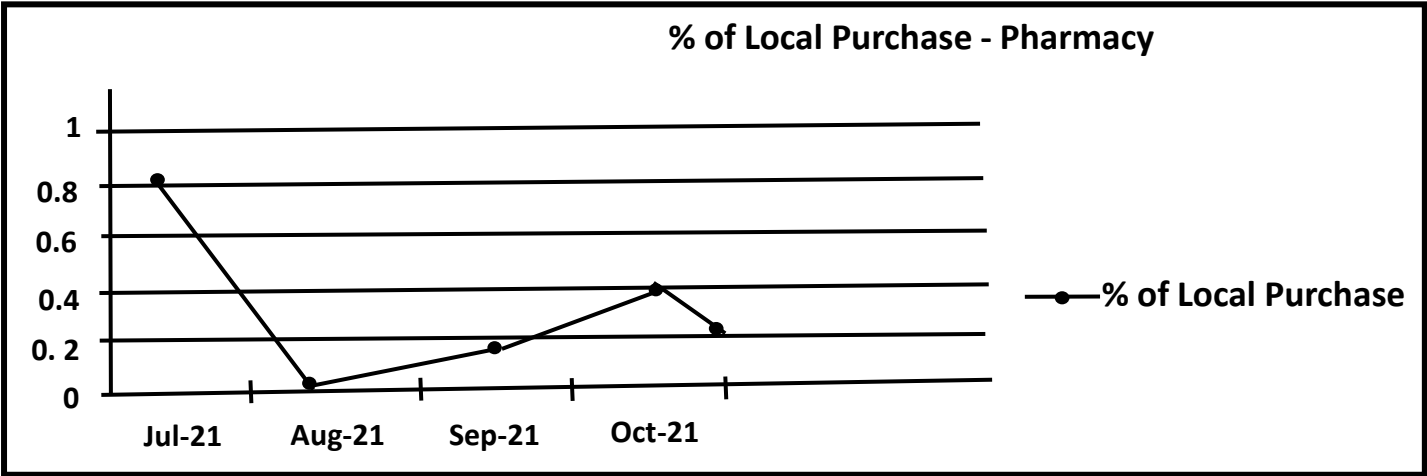 % of Local Purchase - Pharmacy
1
0.8
0.6
0.4
0. 2
0
Jul-21 Aug-21 Sep-21 Oct-21
% of Local Purchase